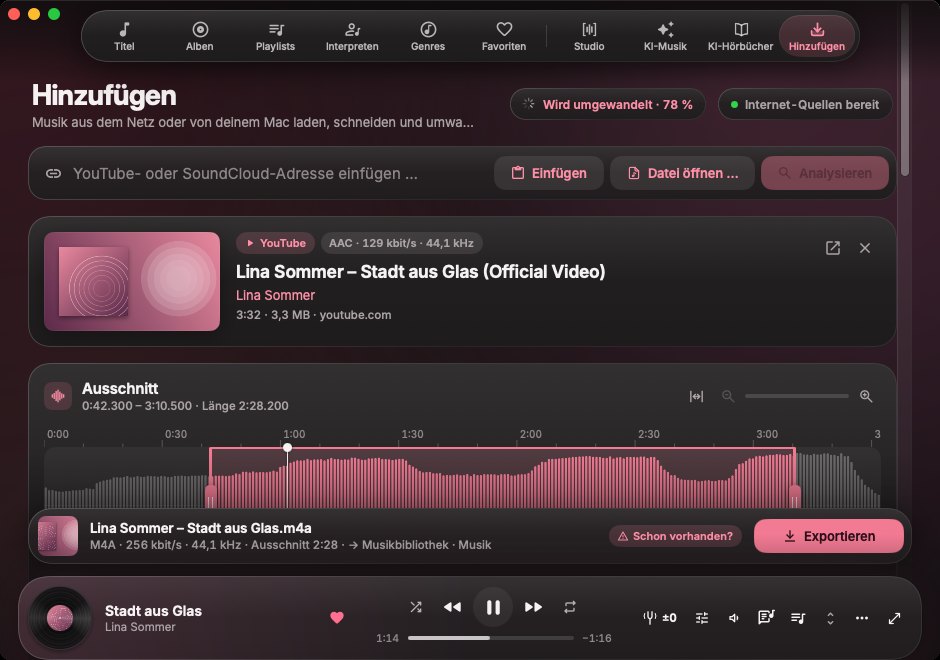 Titel
Alben
Playlists
Interpreten
Genres
Favoriten
Studio
KI-Musik
KI-Hörbücher
Hinzufügen
Hinzufügen
Musik aus dem Netz oder von deinem Mac laden, schneiden und umwa…
Wird umgewandelt · 78 %
Internet-Quellen bereit
YouTube- oder SoundCloud-Adresse einfügen …
Einfügen
Datei öffnen …
Analysieren
YouTube
AAC · 129 kbit/s · 44,1 kHz
Lina Sommer – Stadt aus Glas (Official Video)
Lina Sommer
3:32 · 3,3 MB · youtube.com
Ausschnitt
0:42.300 – 3:10.500 · Länge 2:28.200
0:00 0:30 1:00 1:30 2:00 2:30 3:00 3
Lina Sommer – Stadt aus Glas.m4a
M4A · 256 kbit/s · 44,1 kHz · Ausschnitt 2:28 · → Musikbibliothek · Musik
Schon vorhanden?
Exportieren
Stadt aus Glas
Lina Sommer
1:14
−1:16
±0